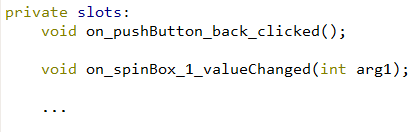 private slots:
    void on_pushButton_back_clicked();
    void on_spinBox_1_valueChanged(int arg1);
    ...